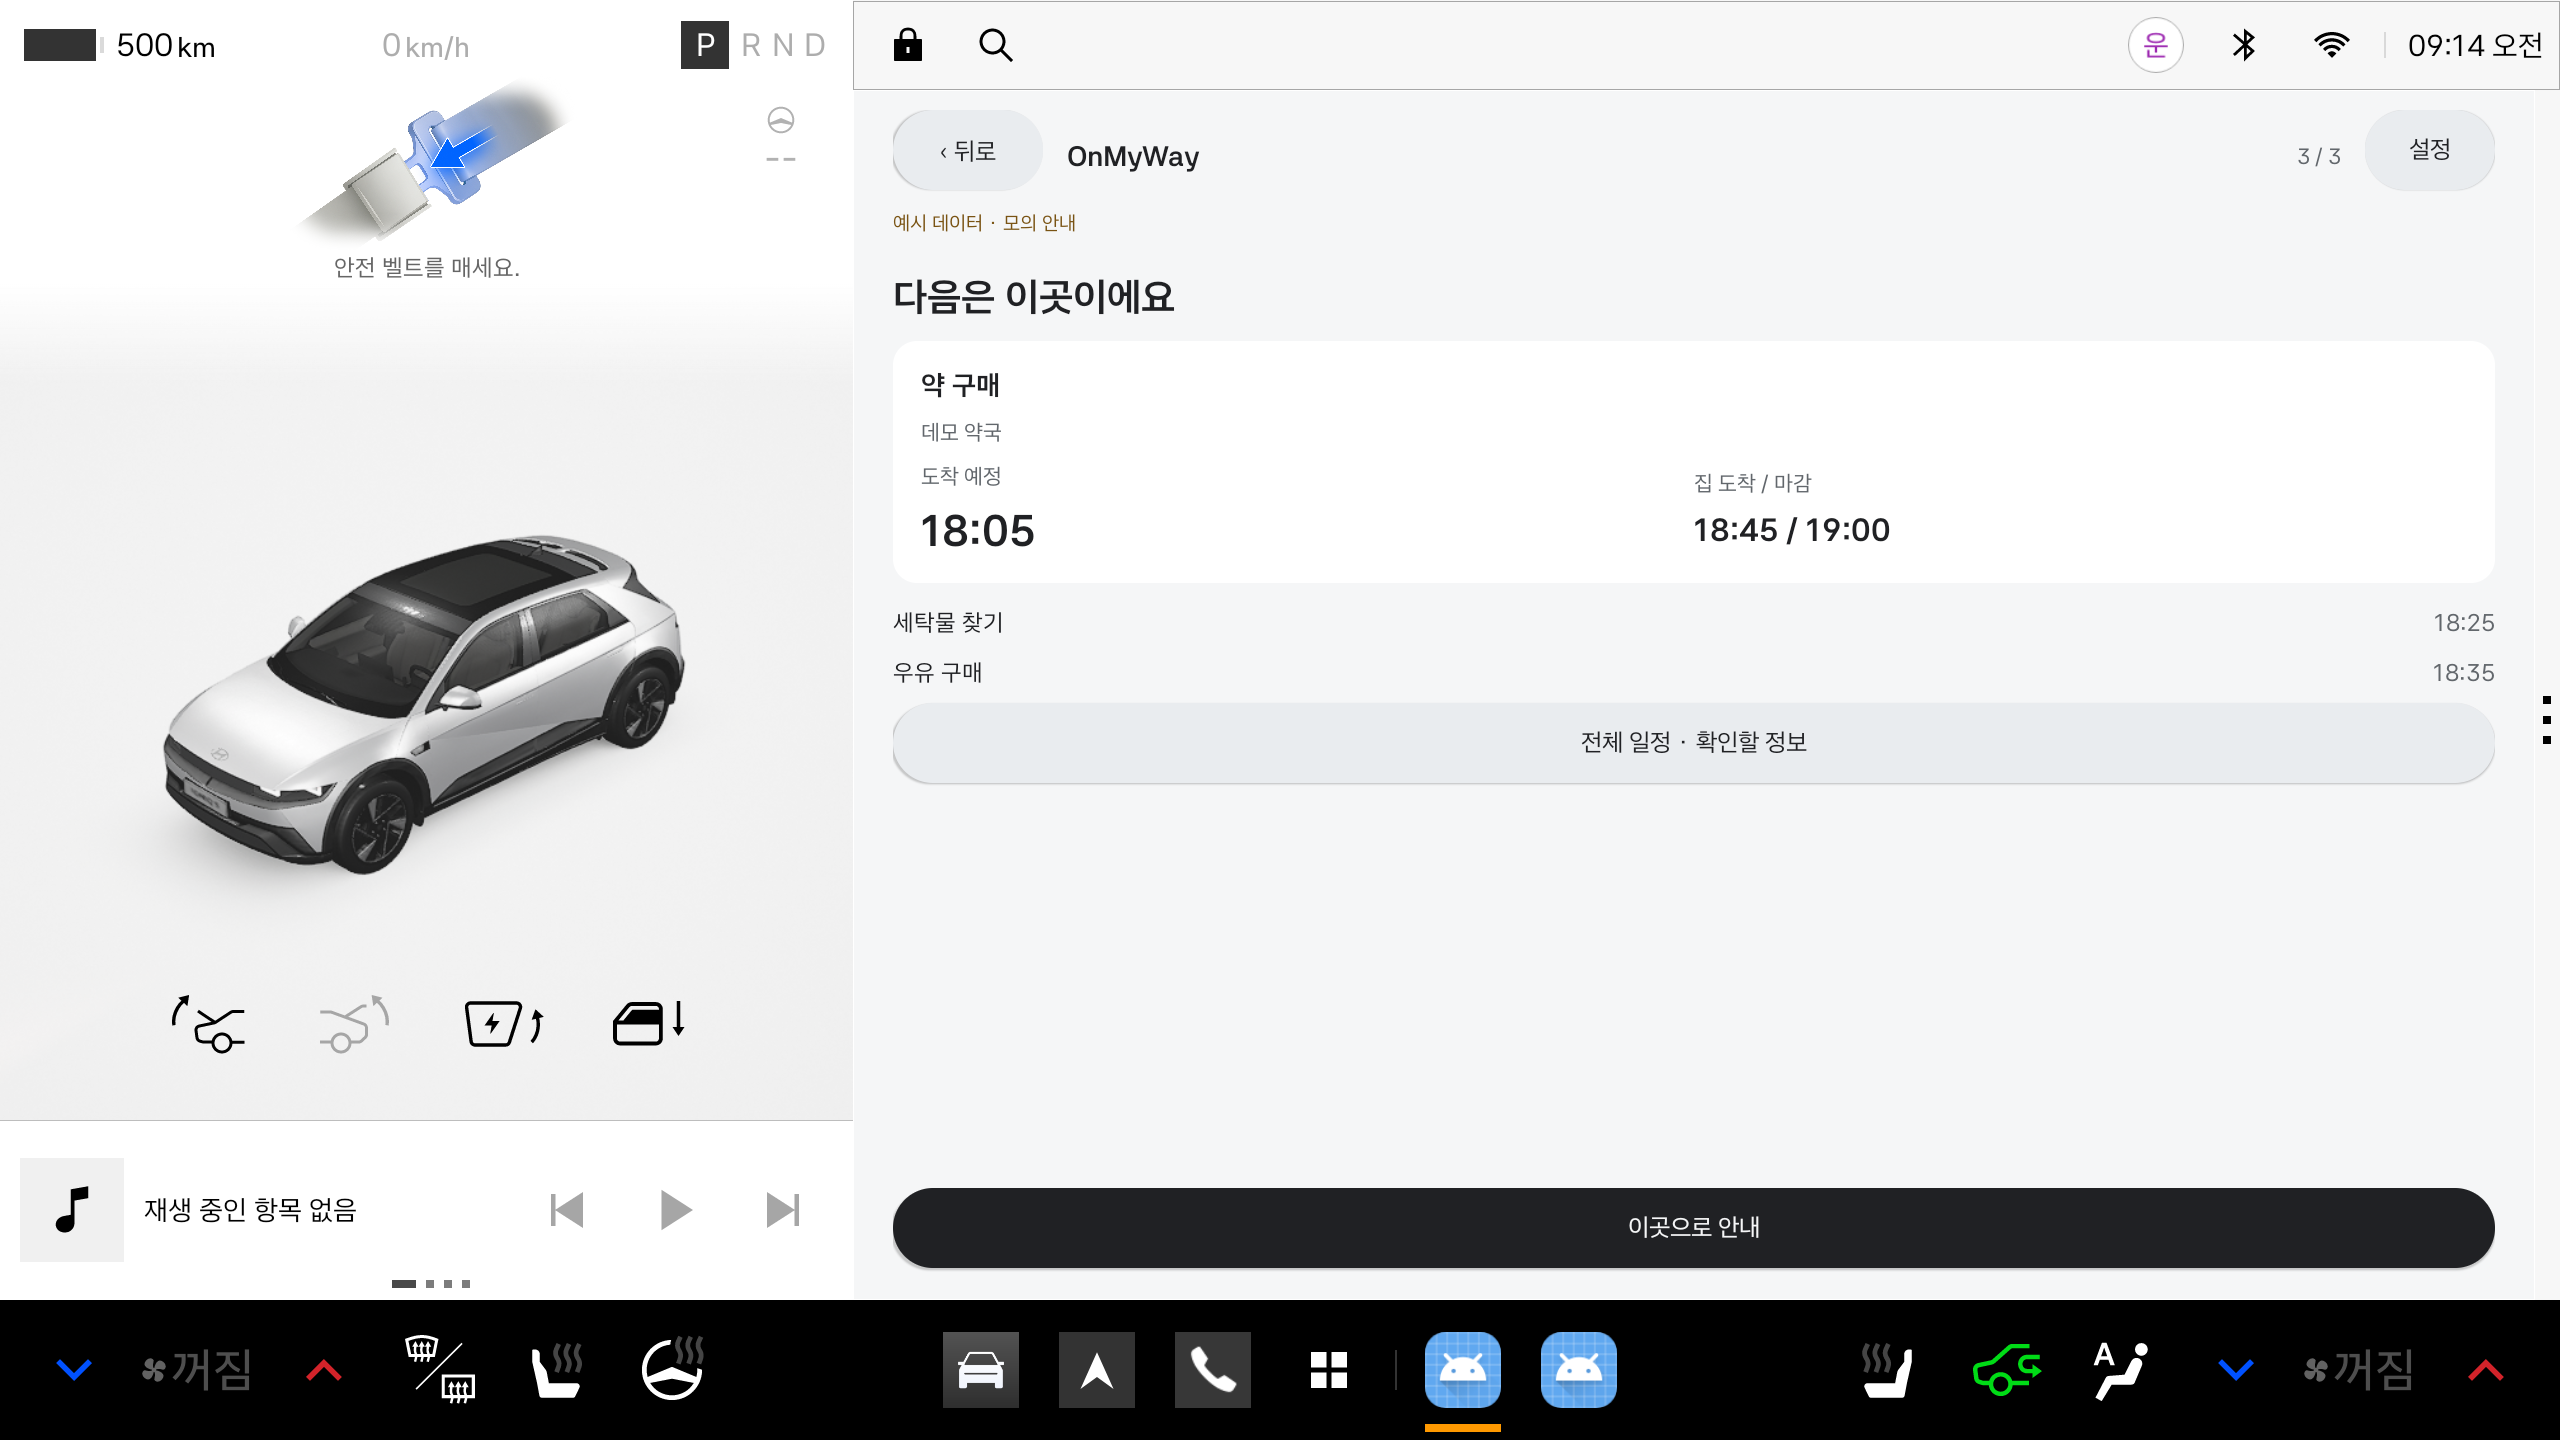 500 km
0 km/h
P R N D
안전 벨트를 매세요.
재생 중인 항목 없음
운
09:14 오전
‹ 뒤로
OnMyWay
3 / 3
설정
예시 데이터 · 모의 안내
다음은 이곳이에요
약 구매
데모 약국
도착 예정
18:05
집 도착 / 마감
18:45 / 19:00
세탁물 찾기 18:25
우유 구매 18:35
전체 일정 · 확인할 정보
이곳으로 안내
꺼짐
A
꺼짐